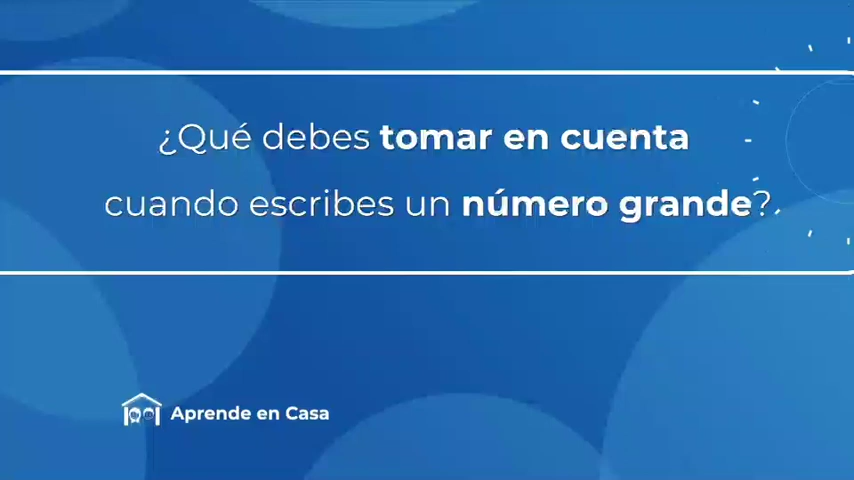 ¿Qué debes tomar en cuenta
cuando escribes un número grande?
Aprende en Casa